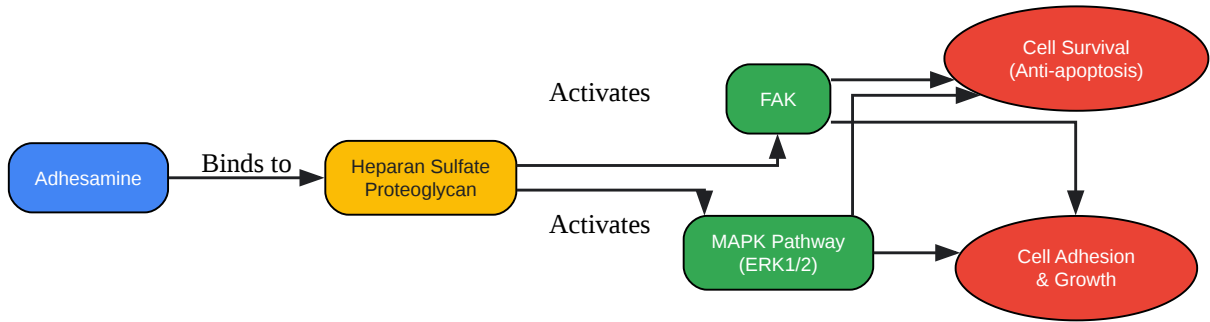 Adhesamine
Binds to
Heparan Sulfate
Proteoglycan
Activates
Activates
FAK
MAPK Pathway
(ERK1/2)
Cell Survival
(Anti-apoptosis)
Cell Adhesion
& Growth